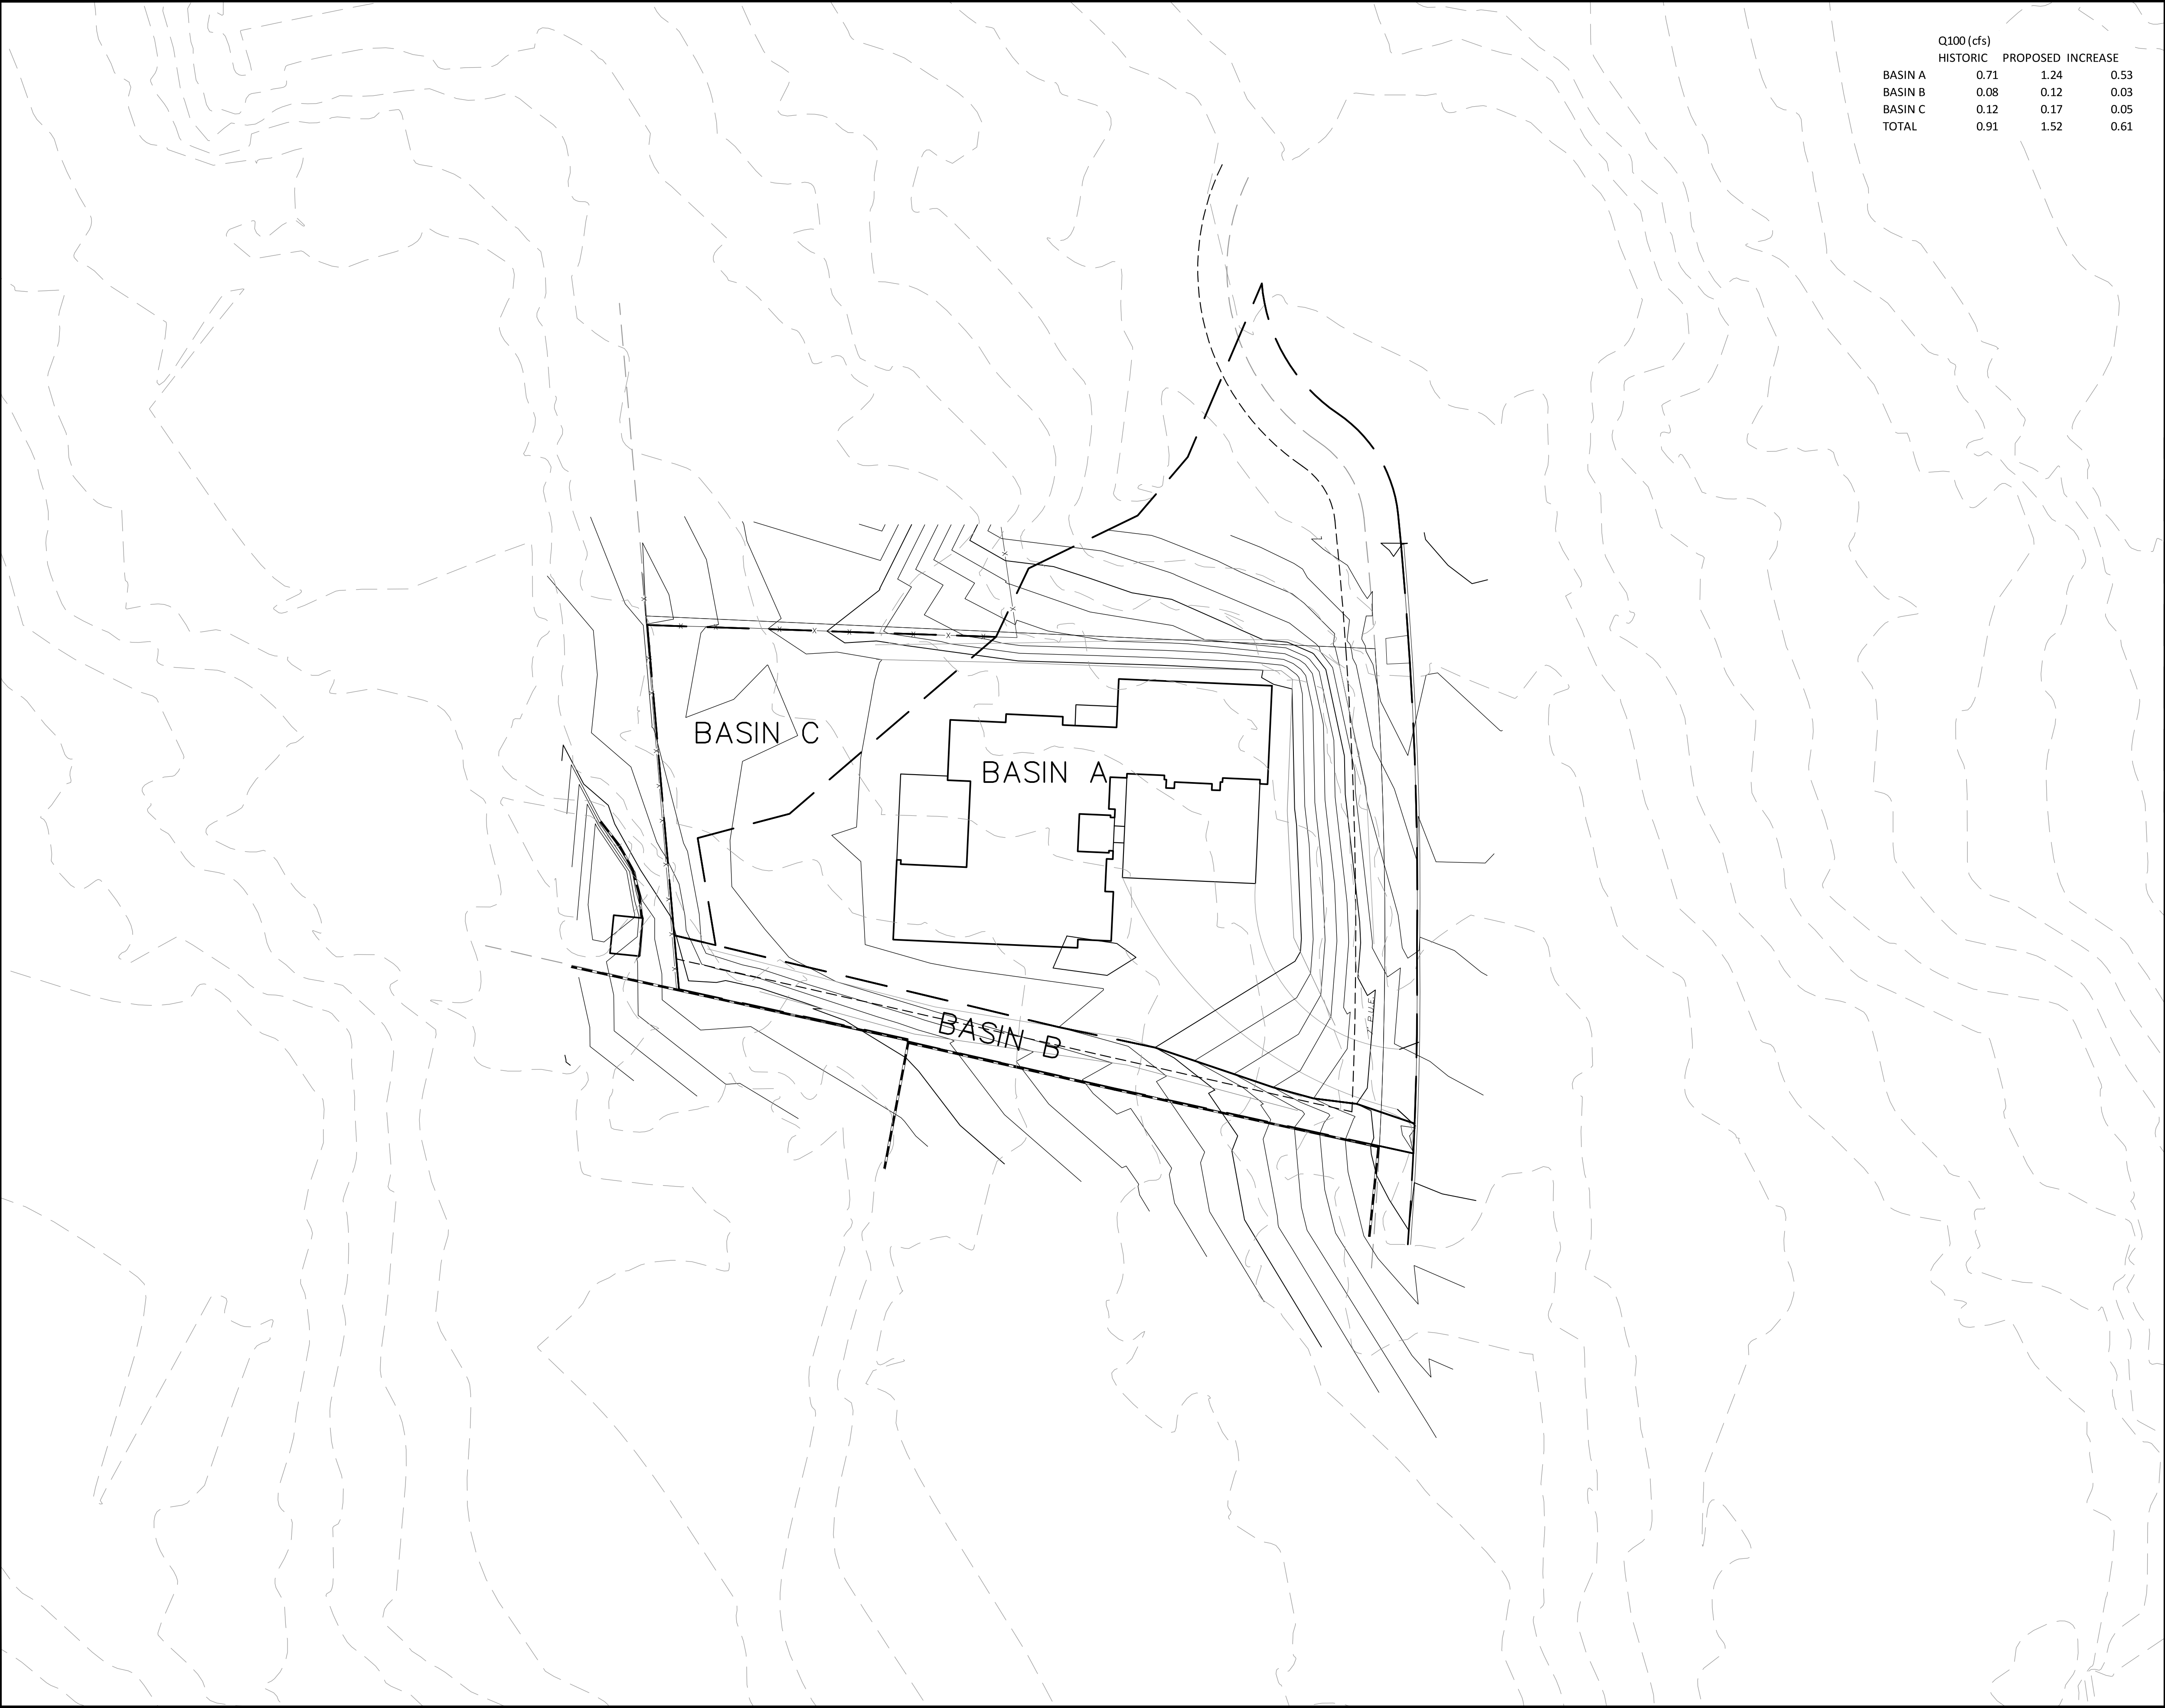 Q100 (cfs)
HISTORIC PROPOSED INCREASE
BASIN A 0.71 1.24 0.53
BASIN B 0.08 0.12 0.03
BASIN C 0.12 0.17 0.05
TOTAL 0.91 1.52 0.61
BASIN C
BASIN A
BASIN B